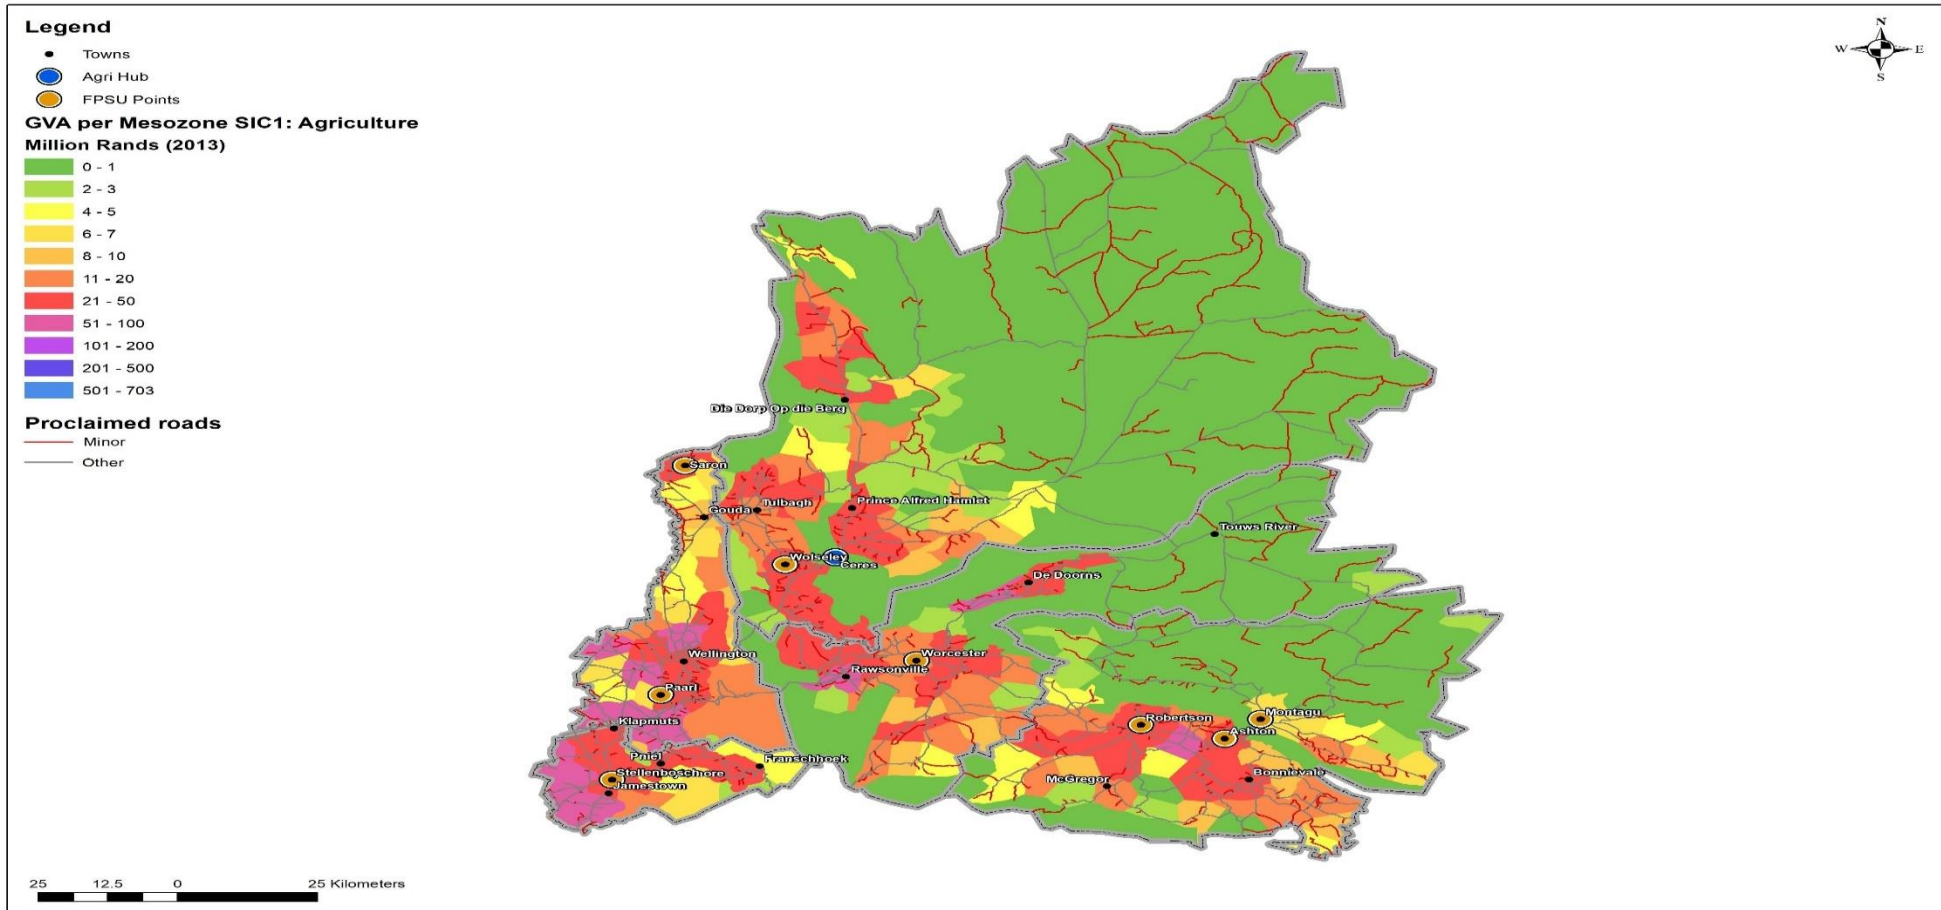 Legend
Towns
Agri Hub
FPSU Points
GVA per Mesozone SIC1: Agriculture
Million Rands (2013)
0 - 1
2 - 3
4 - 5
6 - 7
8 - 10
11 - 20
21 - 50
51 - 100
101 - 200
201 - 500
501 - 703
Proclaimed roads
Minor
Other
25 12.5 0 25 Kilometers
N
W E
S
Die Dorp Op die Berg
Saron
Gouda
Tulbagh
Prince Alfred Hamlet
Touws River
Wolseley
Ceres
De Doorns
Wellington
Worcester
Rawsonville
Paarl
Klapmuts
Robertson
Montagu
Ashton
Pniel
Franschhoek
Stellenboschmore
Jamestown
McGregor
Bonnievale